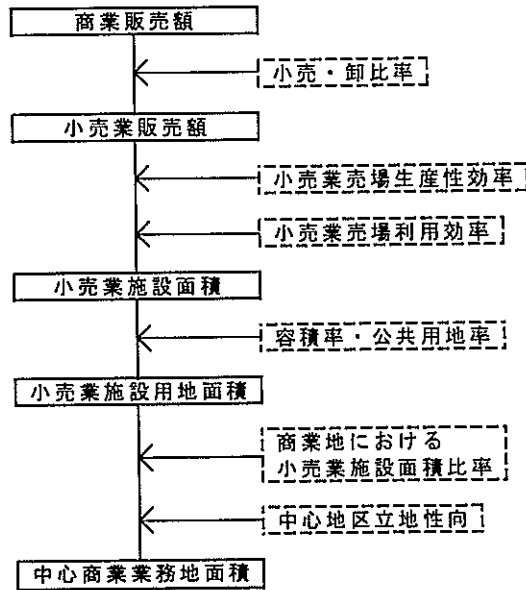 商業販売額
小売・卸比率
小売業販売額
小売業売場生産性効率
小売業売場利用効率
小売業施設面積
容積率・公共用地率
小売業施設用地面積
商業地における
小売業施設面積比率
中心地区立地性向
中心商業業務地面積